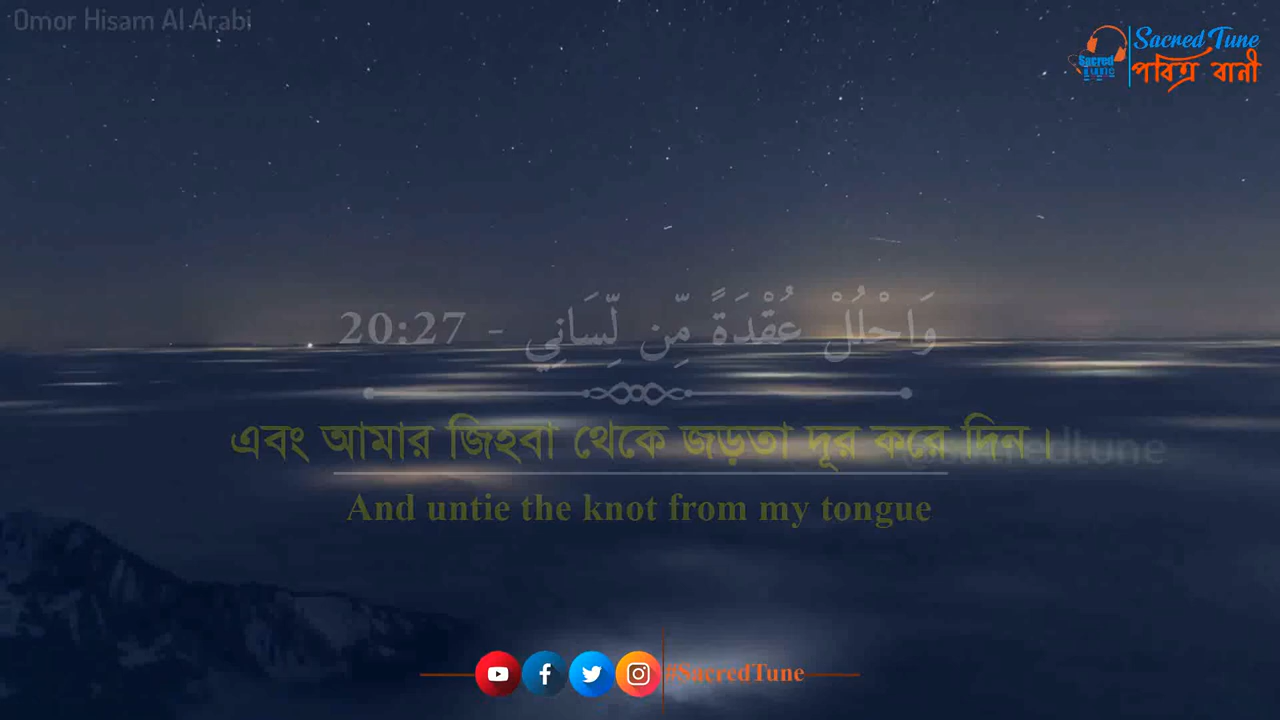 Omor Hisam Al Arabi
Sacred Tune
পবিত্র বানী
وَاحْلُلْ عُقْدَةً مِّن لِّسَانِي - 20:27
এবং আমার জিহবা থেকে জড়তা দূর করে দিন।
@sacredtune
And untie the knot from my tongue
#SacredTune